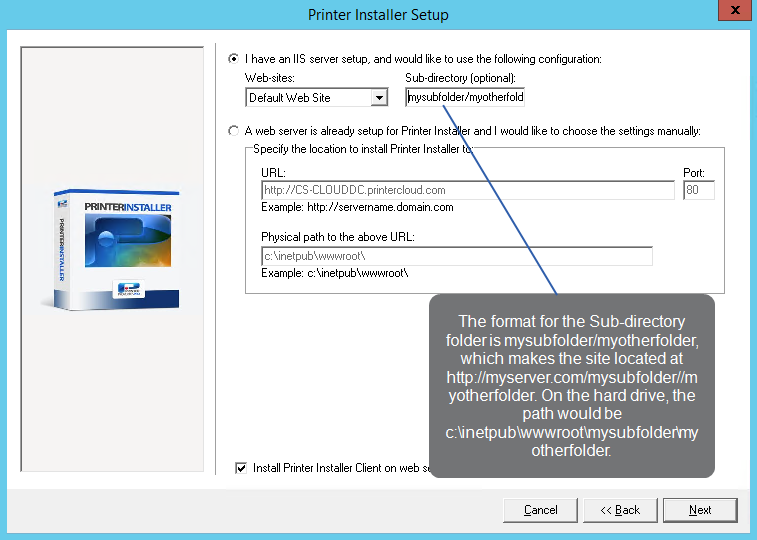 Printer Installer Setup
x
I have an IIS server setup, and would like to use the following configuration:
Web-sites: Sub-directory (optional):
Default Web Site mysubfolder/myotherfold
A web server is already setup for Printer Installer and I would like to choose the settings manually:
Specify the location to install Printer Installer to:
URL: Port:
http://CS-CLOUDDC.printercloud.com 80
Example: http://servername.domain.com
Physical path to the above URL:
c:\inetpub\wwwroot\
Example: c:\inetpub\wwwroot\
PRINTERINSTALLER
PRINTERINSTALLER
The format for the Sub-directory
folder is mysubfolder/myotherfolder,
which makes the site located at
http://myserver.com/mysubfolder//m
yotherfolder. On the hard drive, the
path would be
c:\inetpub\wwwroot\mysubfolder\my
otherfolder.
Install Printer Installer Client on web se
Cancel << Back Next